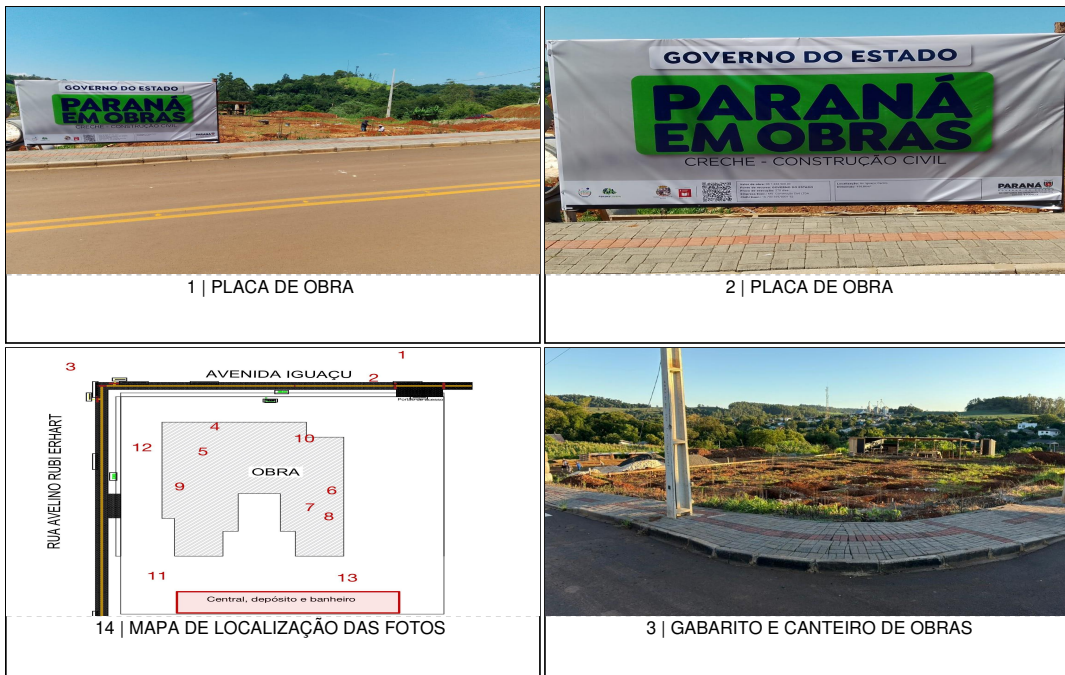 GOVERNO DO ESTADO
PARANÁ
EM OBRAS
CRECHE - CONSTRUÇÃO CIVIL
1 | PLACA DE OBRA
GOVERNO DO ESTADO
PARANÁ
EM OBRAS
CRECHE - CONSTRUÇÃO CIVIL
PARANÁ
2 | PLACA DE OBRA
3
1
AVENIDA IGUAÇU
2
RUA AVELINO RUBI ERHART
4
10
12
5
OBRA
9
6
7
8
11
13
Central, depósito e banheiro
14 | MAPA DE LOCALIZAÇÃO DAS FOTOS
3 | GABARITO E CANTEIRO DE OBRAS